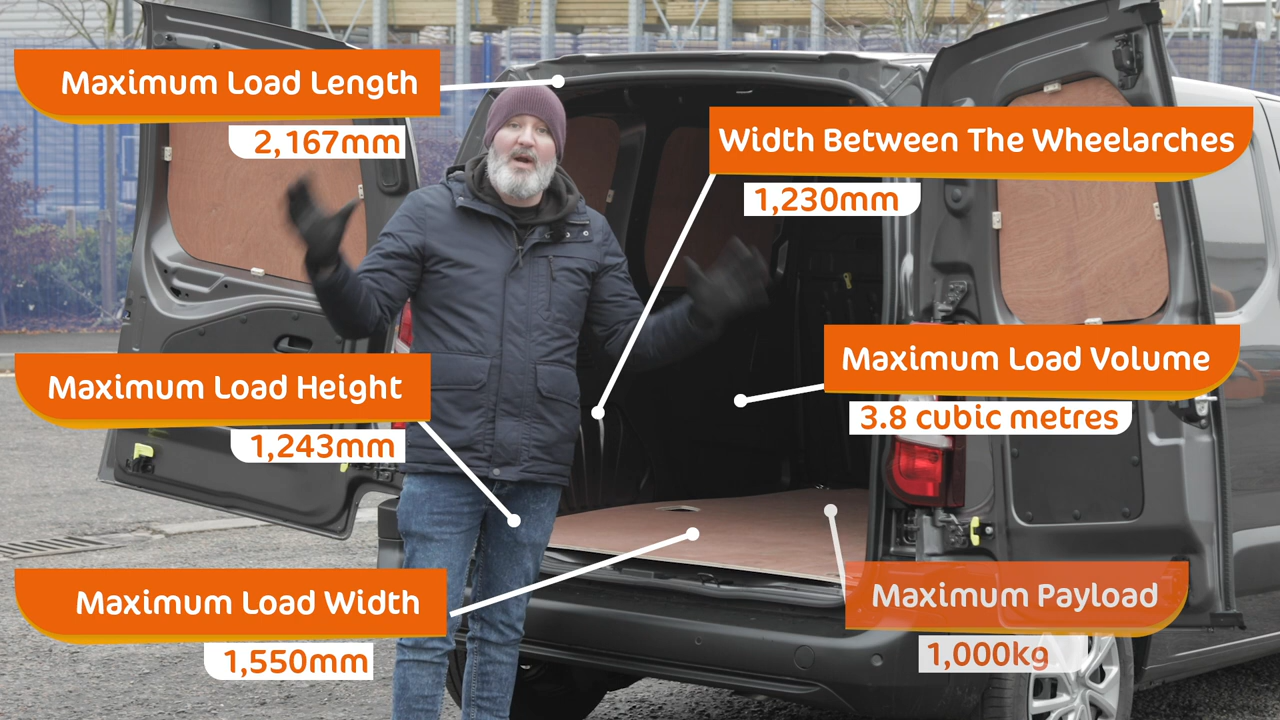 Maximum Load Length
2,167mm
Width Between The Wheelarches
1,230mm
Maximum Load Volume
3.8 cubic metres
Maximum Load Height
1,243mm
Maximum Load Width
1,550mm
Maximum Payload
1,000kg